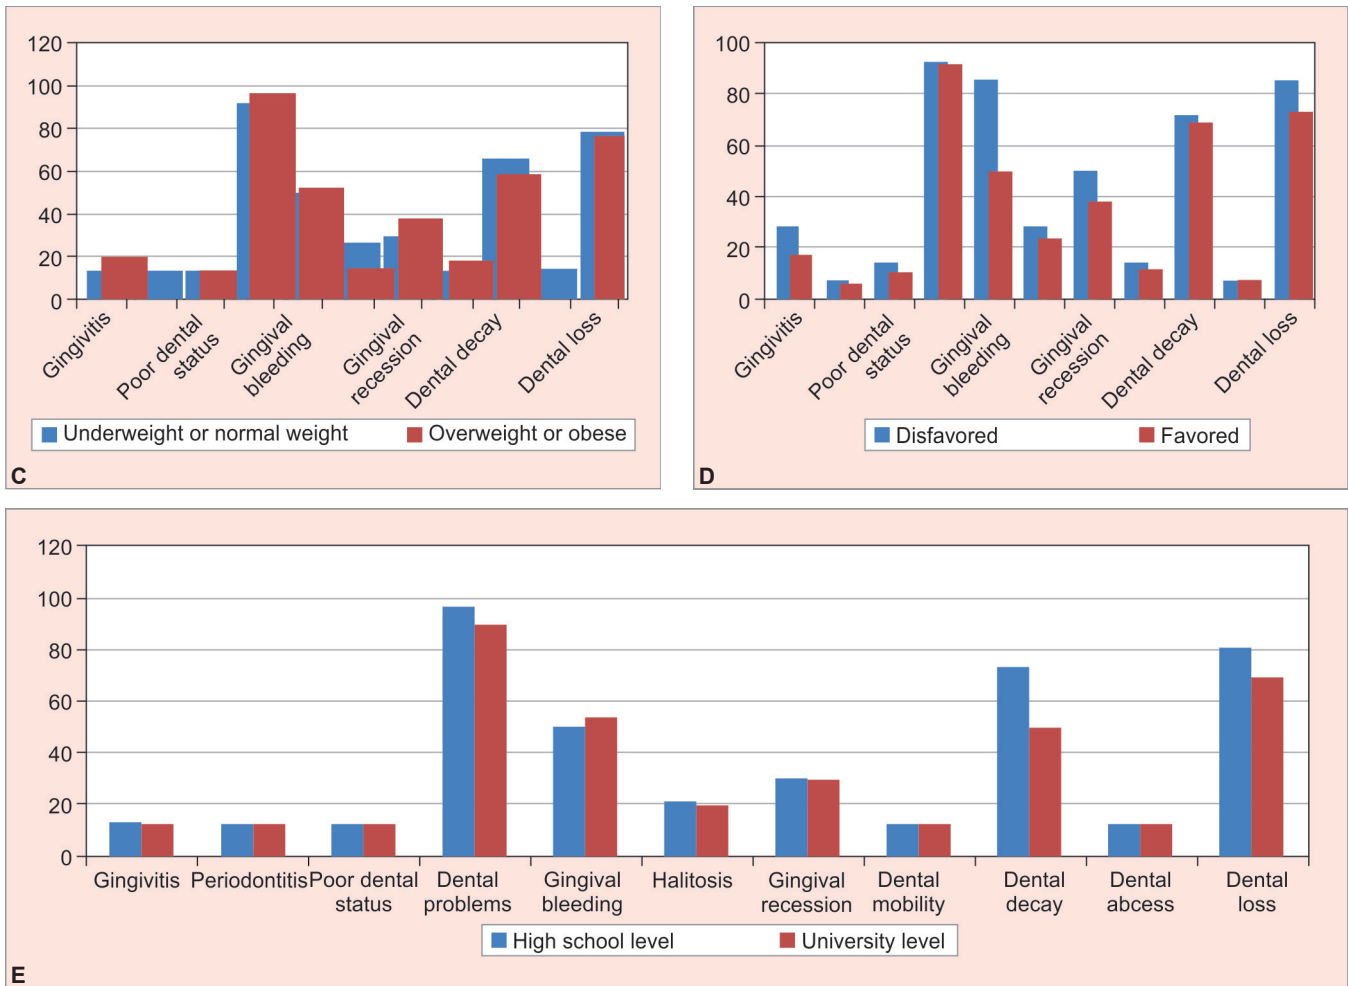 120
100
80
60
40
20
0
Gingivitis
Poor dental
status
Gingival
bleeding
Gingival
recession
Dental decay
Dental loss
Underweight or normal weight
Overweight or obese
C
100
80
60
40
20
0
Gingivitis
Poor dental
status
Gingival
bleeding
Gingival
recession
Dental decay
Dental loss
Disfavored
Favored
D
120
100
80
60
40
20
0
Gingivitis
Periodontitis
Poor dental
status
Dental
problems
Gingival
bleeding
Halitosis
Gingival
recession
Dental
mobility
Dental
decay
Dental
abcess
Dental
loss
High school level
University level
E